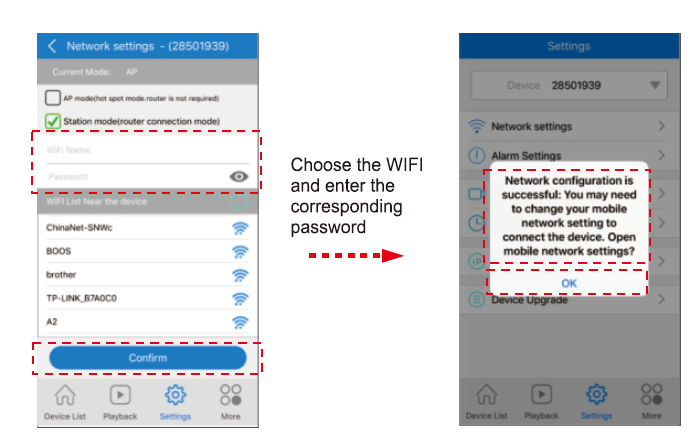 Network settings - (28501939)
Current Mode: AP
AP mode(hot spot mode.router is not required)
Station mode(router connection mode)
WiFi Name:
Password
WIFI List Near the device
ChinaNet-SNWc
BOOS
brother
TP-LINK_B7A0C0
A2
Confirm
Device List Playback Settings More
Choose the WIFI
and enter the
corresponding
password
Settings
Device 28501939
Network settings
Alarm Settings
Network configuration is
successful: You may need
to change your mobile
network setting to
connect the device. Open
mobile network settings?
IP
OK
Device Upgrade
Device List Playback Settings More